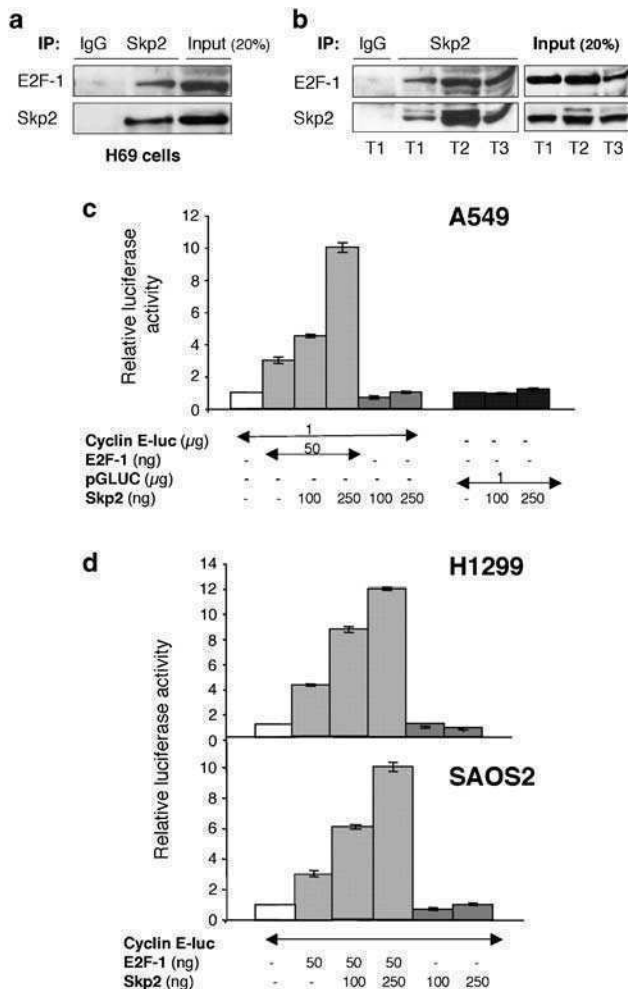 a
IP: IgG Skp2 Input (20%)
E2F-1
Skp2
H69 cells
b
IP: IgG Skp2 Input (20%)
E2F-1
Skp2
T1 T1 T2 T3 T1 T2 T3
c
A549
Relative luciferase activity
12
10
8
6
4
2
0
Cyclin E-luc (µg) 1 - - -
E2F-1 (ng) - 50 - - - - -
pGLUC (µg) - - - - - - 1
Skp2 (ng) - - 100 250 100 250 - 100 250
d
H1299
Relative luciferase activity
14
12
10
8
6
4
2
0
SAOS2
10
8
6
4
2
0
Cyclin E-luc
E2F-1 (ng) - 50 50 50 - -
Skp2 (ng) - - 100 250 100 250